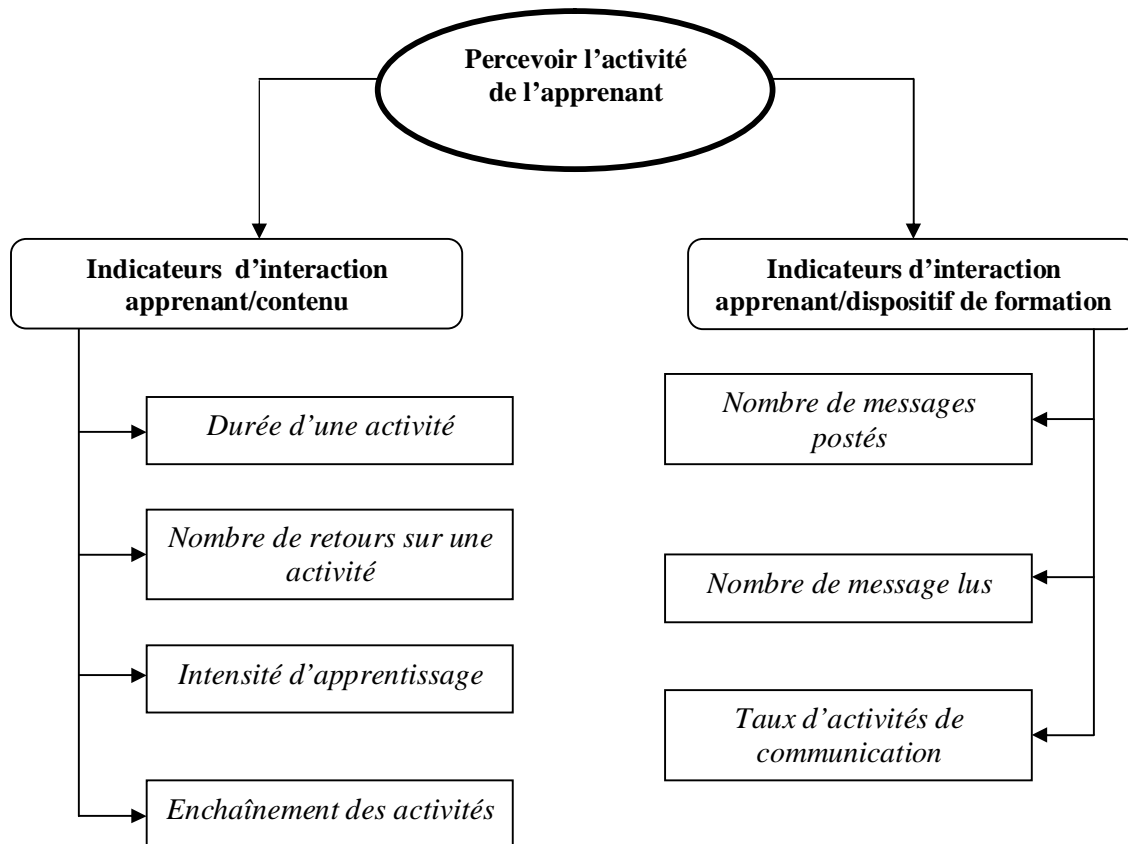 Percevoir l’activité
de l’apprenant
Indicateurs d’interaction
apprenant/contenu
Durée d’une activité
Nombre de retours sur une
activité
Intensité d’apprentissage
Enchaînement des activités
Indicateurs d’interaction
apprenant/dispositif de formation
Nombre de messages
postés
Nombre de message lus
Taux d’activités de
communication